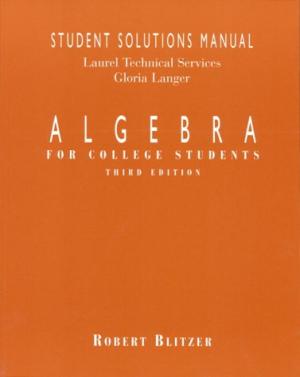 STUDENT SOLUTIONS MANUAL
Laurel Technical Services
Gloria Langer
ALGEBRA
FOR COLLEGE STUDENTS
THIRD EDITION
ROBERT BLITZER